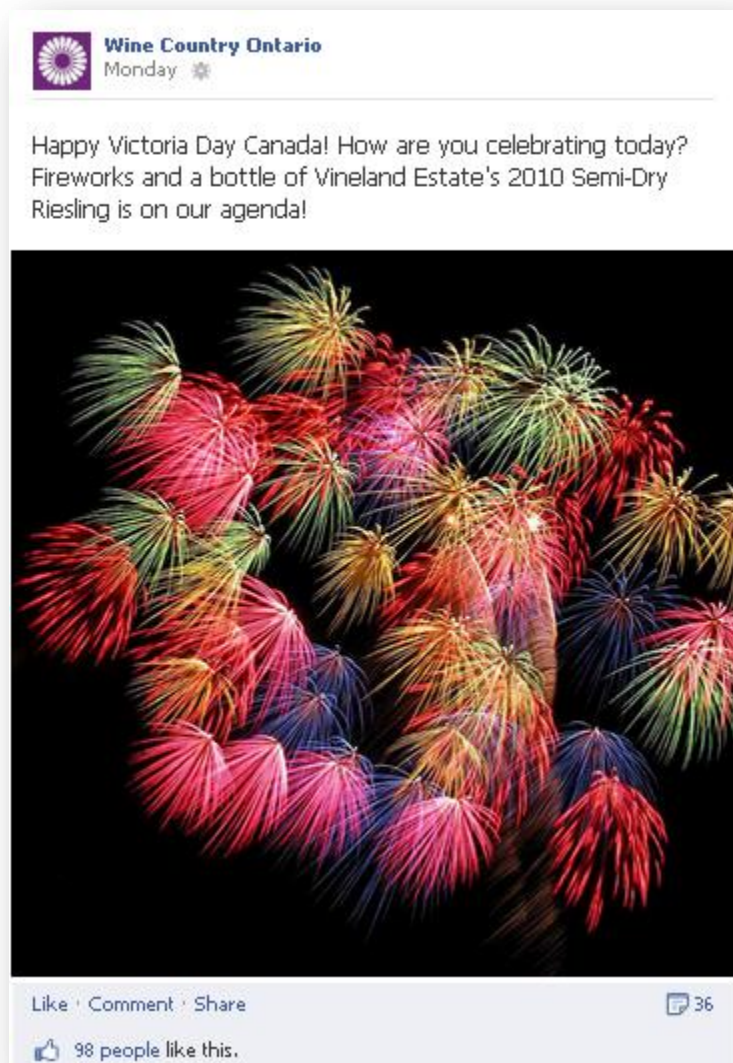 Wine Country Ontario
Monday
Happy Victoria Day Canada! How are you celebrating today?
Fireworks and a bottle of Vineland Estate's 2010 Semi-Dry
Riesling is on our agenda!
Like · Comment · Share 36
98 people like this.